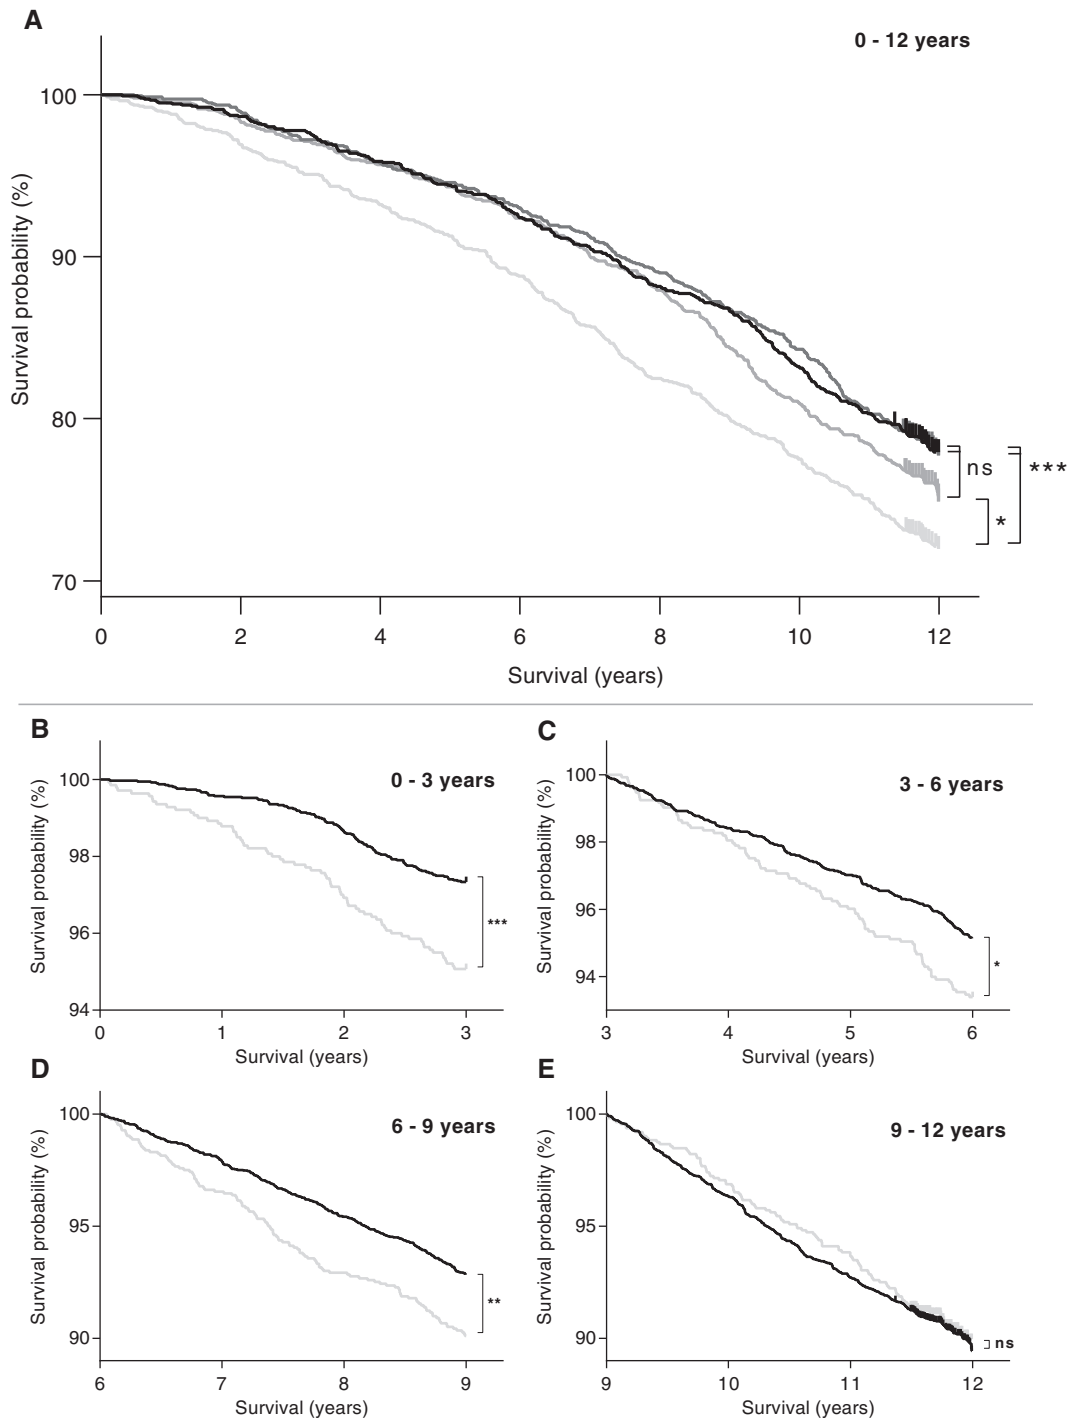 A
0 - 12 years
Survival probability (%)
100
90
80
70
ns
***
*
0 2 4 6 8 10 12
Survival (years)
B
0 - 3 years
Survival probability (%)
100
98
96
94
***
0 1 2 3
Survival (years)
C
3 - 6 years
Survival probability (%)
100
98
96
94
*
3 4 5 6
Survival (years)
D
6 - 9 years
Survival probability (%)
100
95
90
**
6 7 8 9
Survival (years)
E
9 - 12 years
Survival probability (%)
100
95
90
ns
9 10 11 12
Survival (years)